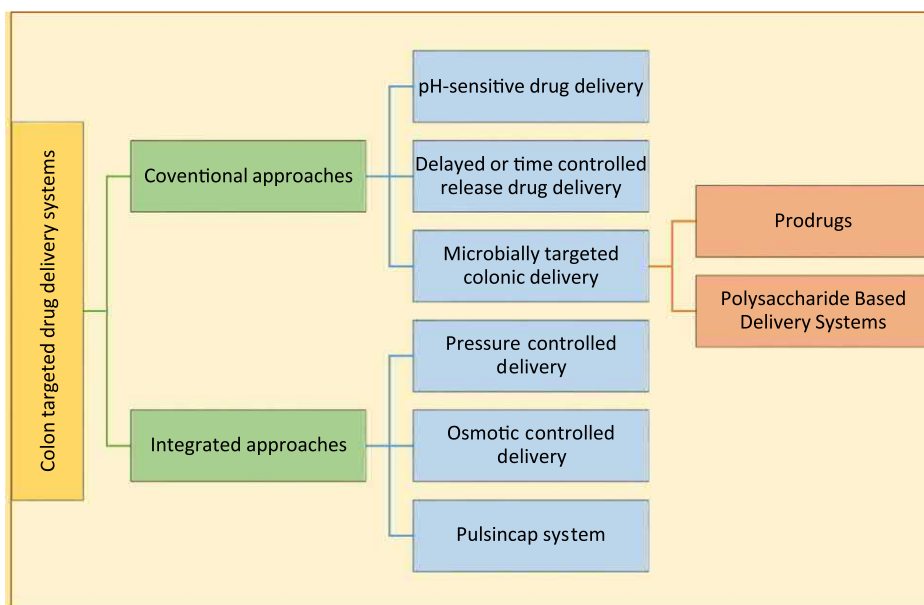 Colon targeted drug delivery systems
Coventional approaches
pH-sensitive drug delivery
Delayed or time controlled
release drug delivery
Microbially targeted
colonic delivery
Prodrugs
Polysaccharide Based
Delivery Systems
Integrated approaches
Pressure controlled
delivery
Osmotic controlled
delivery
Pulsincap system